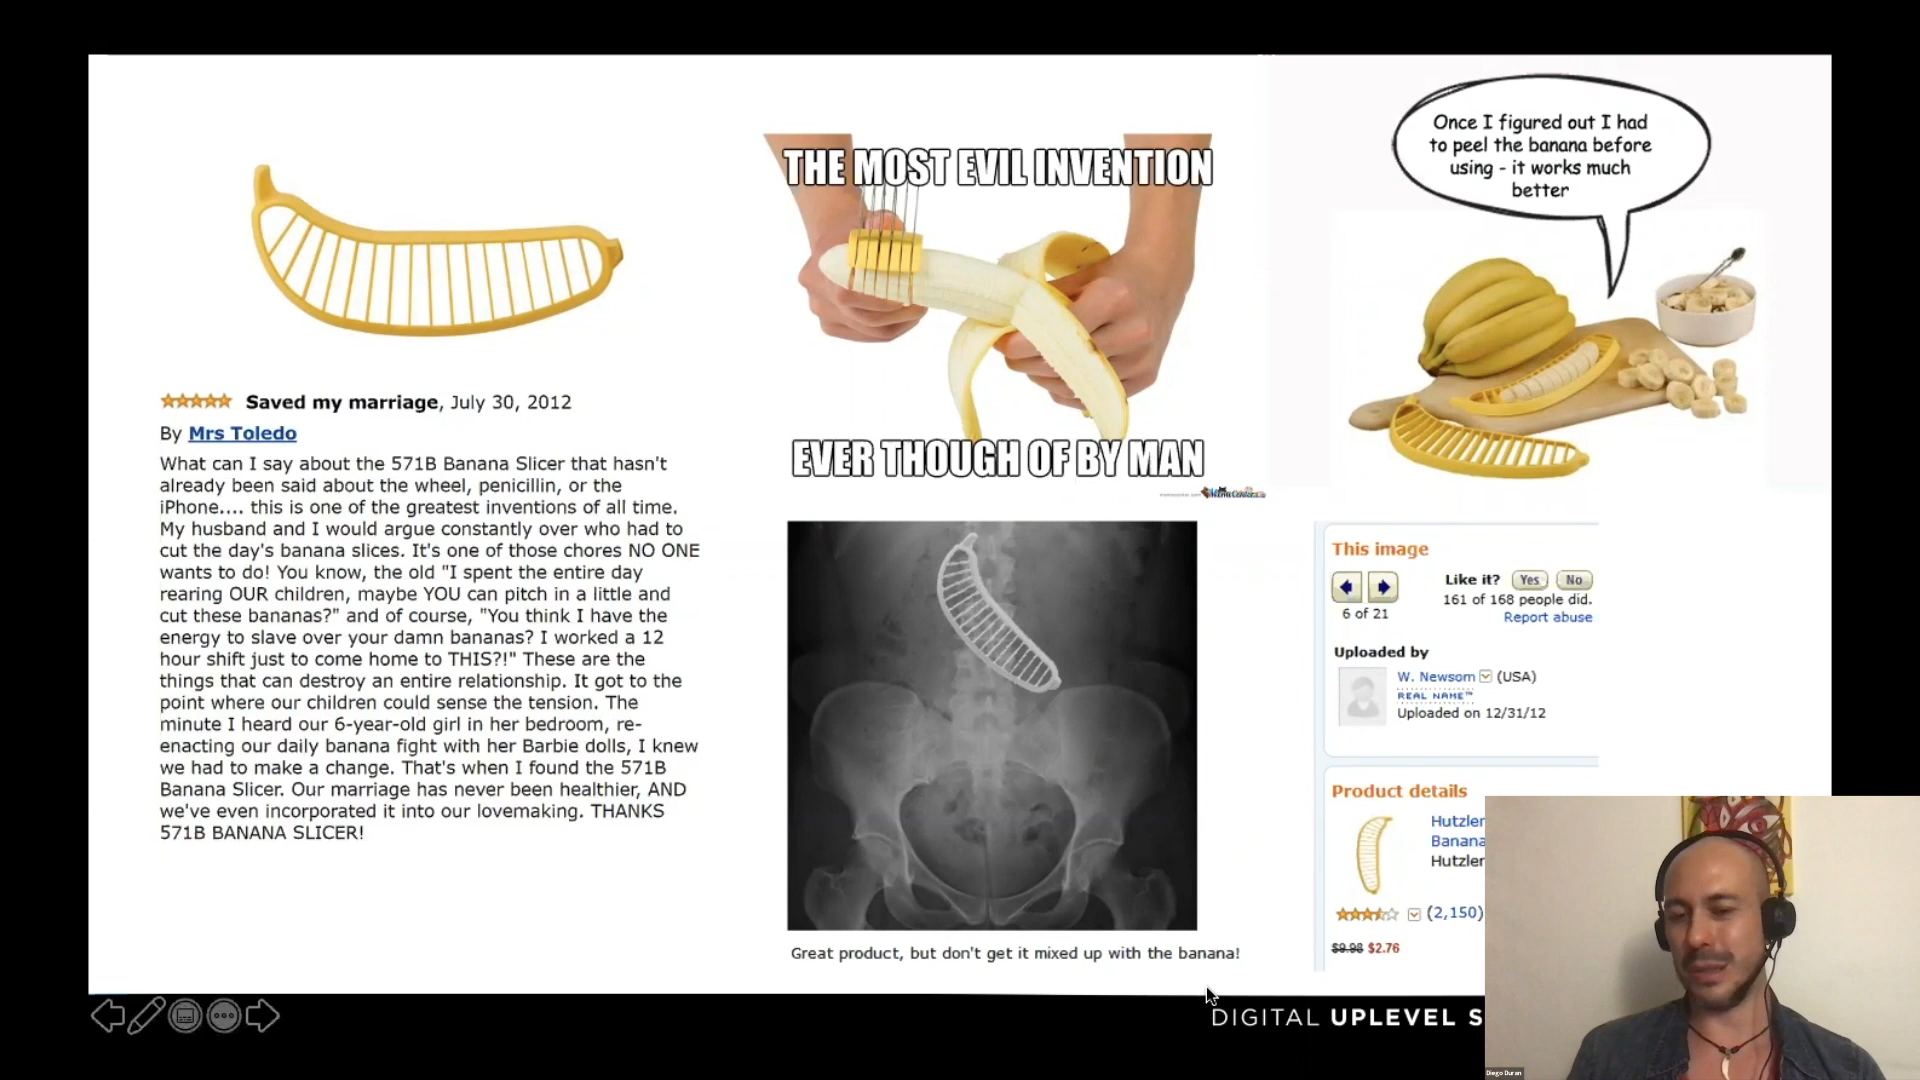 Saved my marriage, July 30, 2012
By Mrs Toledo
What can I say about the 571B Banana Slicer that hasn't
already been said about the wheel, penicillin, or the
iPhone.... this is one of the greatest inventions of all time.
My husband and I would argue constantly over who had to
cut the day's banana slices. It's one of those chores NO ONE
wants to do! You know, the old "I spent the entire day
rearing OUR children, maybe YOU can pitch in a little and
cut these bananas?" and of course, "You think I have the
energy to slave over your damn bananas? I worked a 12
hour shift just to come home to THIS?!" These are the
things that can destroy an entire relationship. It got to the
point where our children could sense the tension. The
minute I heard our 6-year-old girl in her bedroom, re-
enacting our daily banana fight with her Barbie dolls, I knew
we had to make a change. That's when I found the 571B
Banana Slicer. Our marriage has never been healthier, AND
we've even incorporated it into our lovemaking. THANKS
571B BANANA SLICER!
THE MOST EVIL INVENTION
EVER THOUGH OF BY MAN
Once I figured out I had
to peel the banana before
using - it works much
better
Great product, but don't get it mixed up with the banana!
This image
Like it? Yes No
161 of 168 people did.
6 of 21
Report abuse
Uploaded by
W. Newsom (USA)
REAL NAME™
Uploaded on 12/31/12
Product details
Hutzler
Banana
Hutzler
(2,150)
$9.98 $2.76
DIGITAL UPLEVEL S
Diego Duran